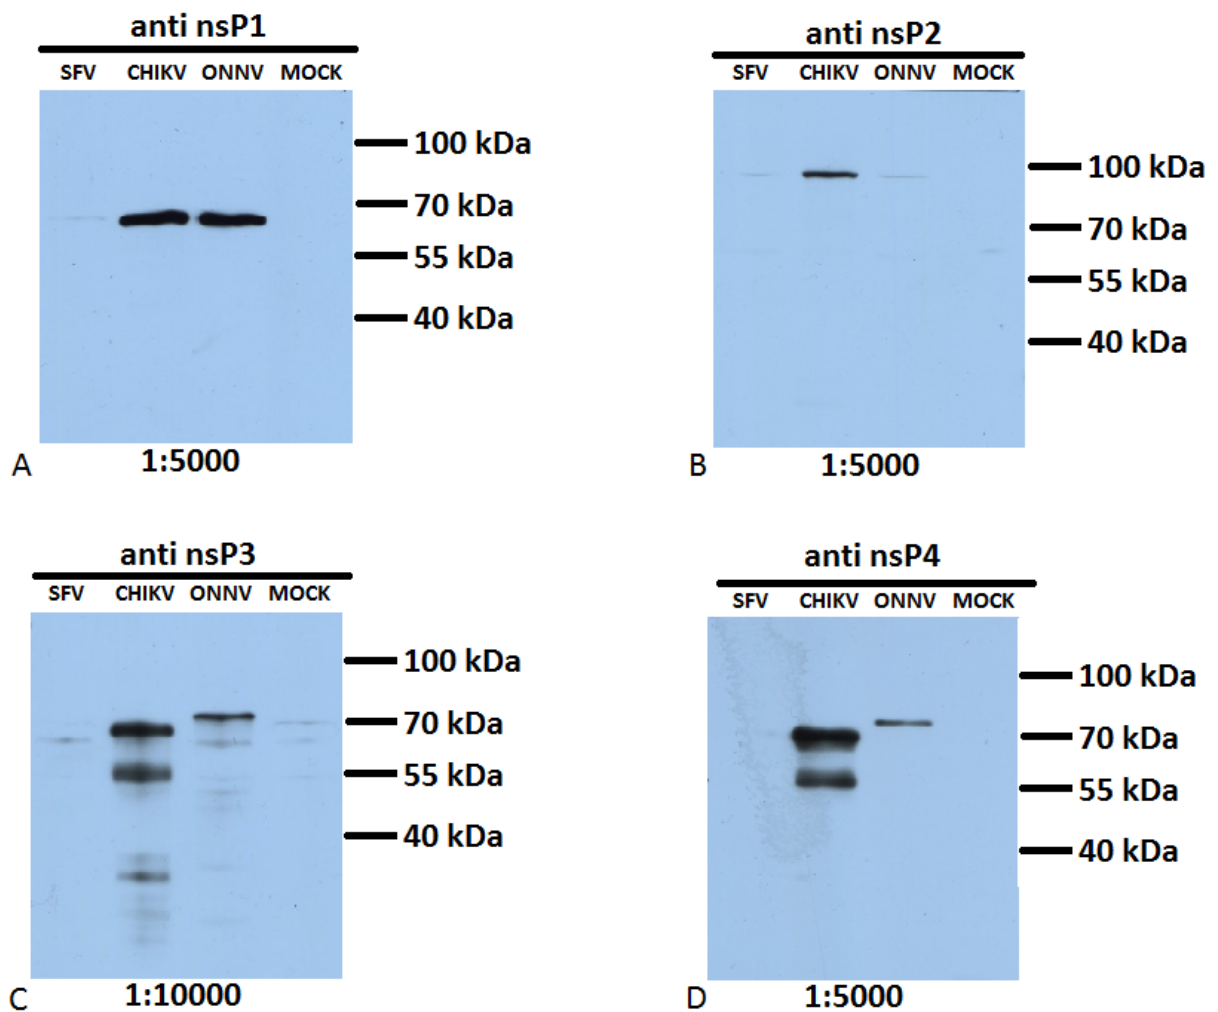 anti nsP1
SFV CHIKV ONNV MOCK
100 kDa
70 kDa
55 kDa
40 kDa
A
1:5000
anti nsP2
SFV CHIKV ONNV MOCK
100 kDa
70 kDa
55 kDa
40 kDa
B
1:5000
anti nsP3
SFV CHIKV ONNV MOCK
100 kDa
70 kDa
55 kDa
40 kDa
C
1:10000
anti nsP4
SFV CHIKV ONNV MOCK
100 kDa
70 kDa
55 kDa
40 kDa
D
1:5000